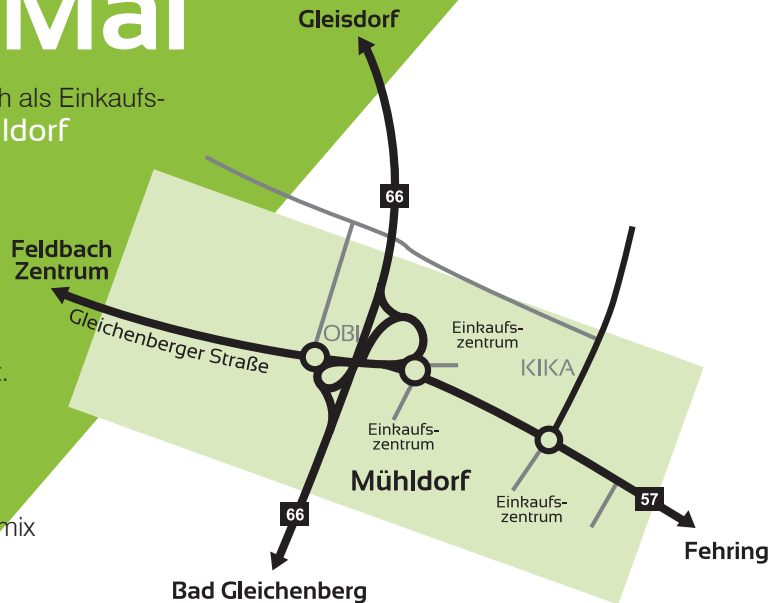 Mai
Gleisdorf
h als Einkaufs-
ldorf
66
Feldbach
Zentrum
Gleichenberger Straße
OBI
Einkaufs-
zentrum
KIKA
t.
Einkaufs-
zentrum
Mühldorf
Einkaufs-
zentrum
57
66
mix
Fehring
Bad Gleichenberg